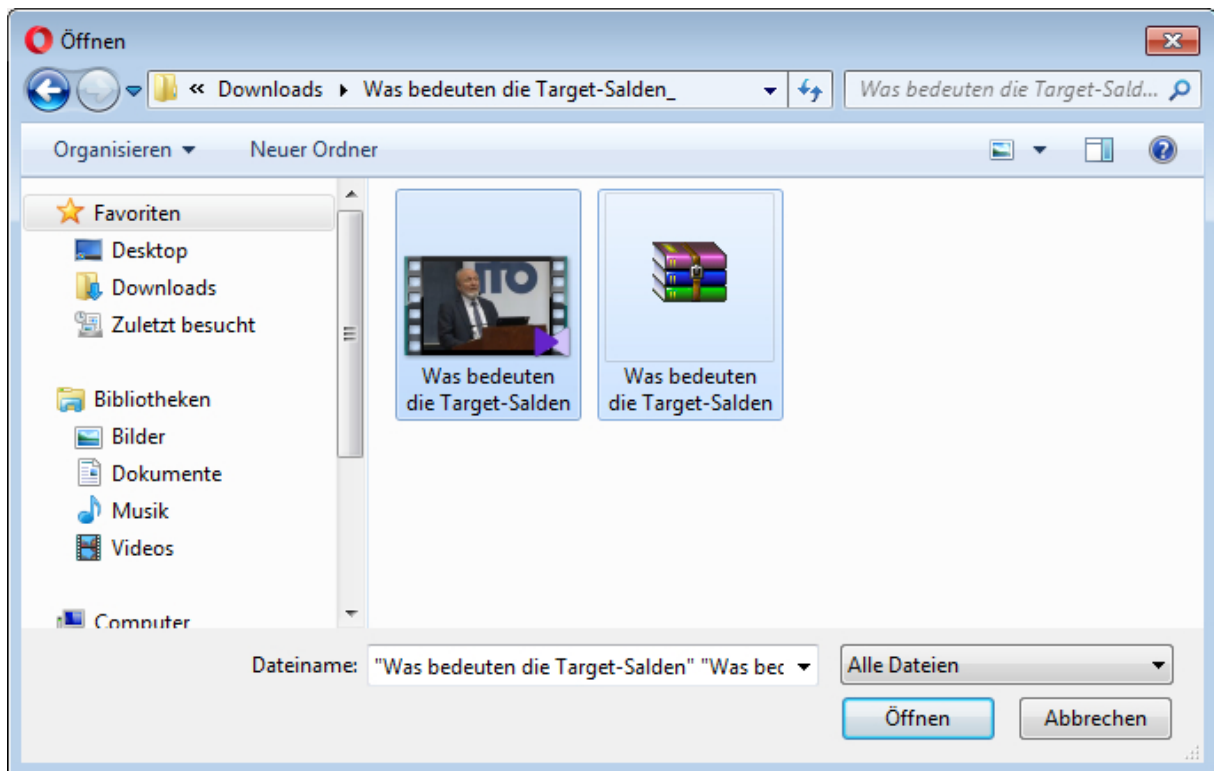 Öffnen
« Downloads Was bedeuten die Target-Salden_
Was bedeuten die Target-Sald...
Organisieren Neuer Ordner
Favoriten
Desktop
Downloads
Zuletzt besucht
Bibliotheken
Bilder
Dokumente
Musik
Videos
Computer
Was bedeuten
die Target-Salden
Was bedeuten
die Target-Salden
Dateiname: "Was bedeuten die Target-Salden" "Was bec
Alle Dateien
Öffnen Abbrechen